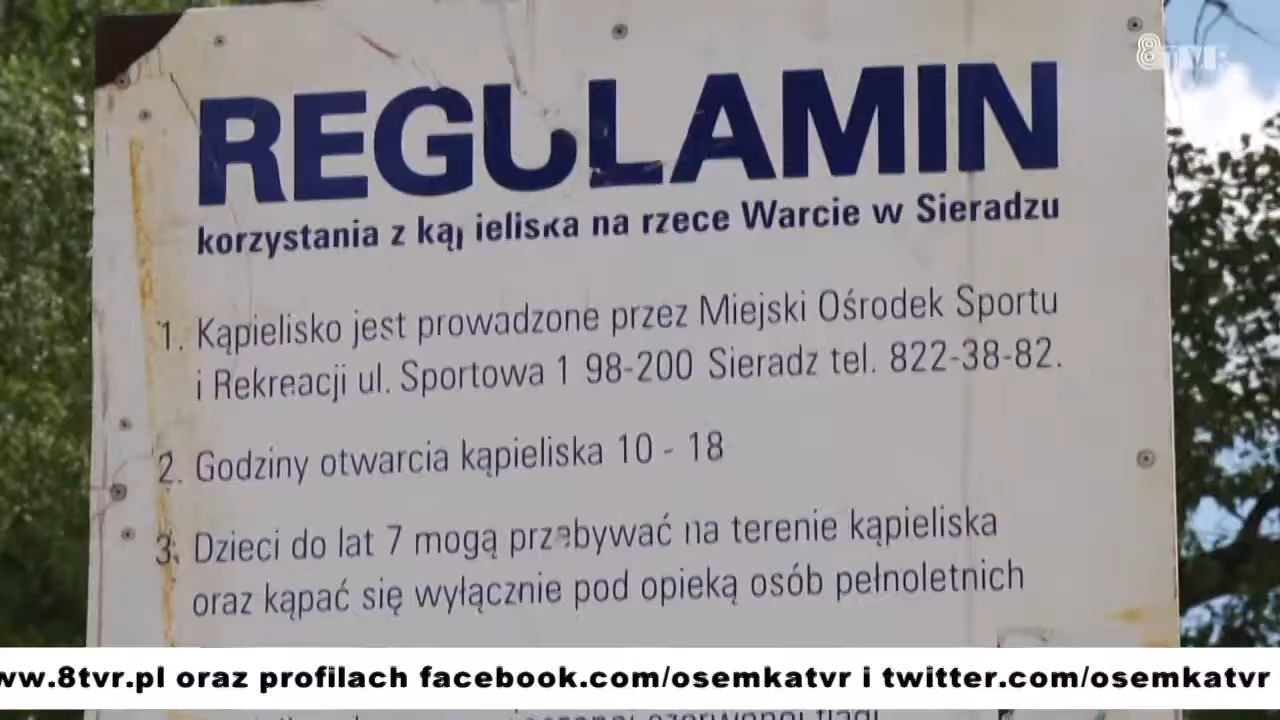 8TVR
REGULAMIN
korzystania z kąpieliska na rzece Warcie w Sieradzu
1. Kąpielisko jest prowadzone przez Miejski Ośrodek Sportu
i Rekreacji ul. Sportowa 1 98-200 Sieradz tel. 822-38-82.
2. Godziny otwarcia kąpieliska 10 - 18
3. Dzieci do lat 7 mogą przebywać na terenie kąpieliska
oraz kąpać się wyłącznie pod opieką osób pełnoletnich
ww.8tvr.pl oraz profilach facebook.com/osemkatvr i twitter.com/osemkatvr